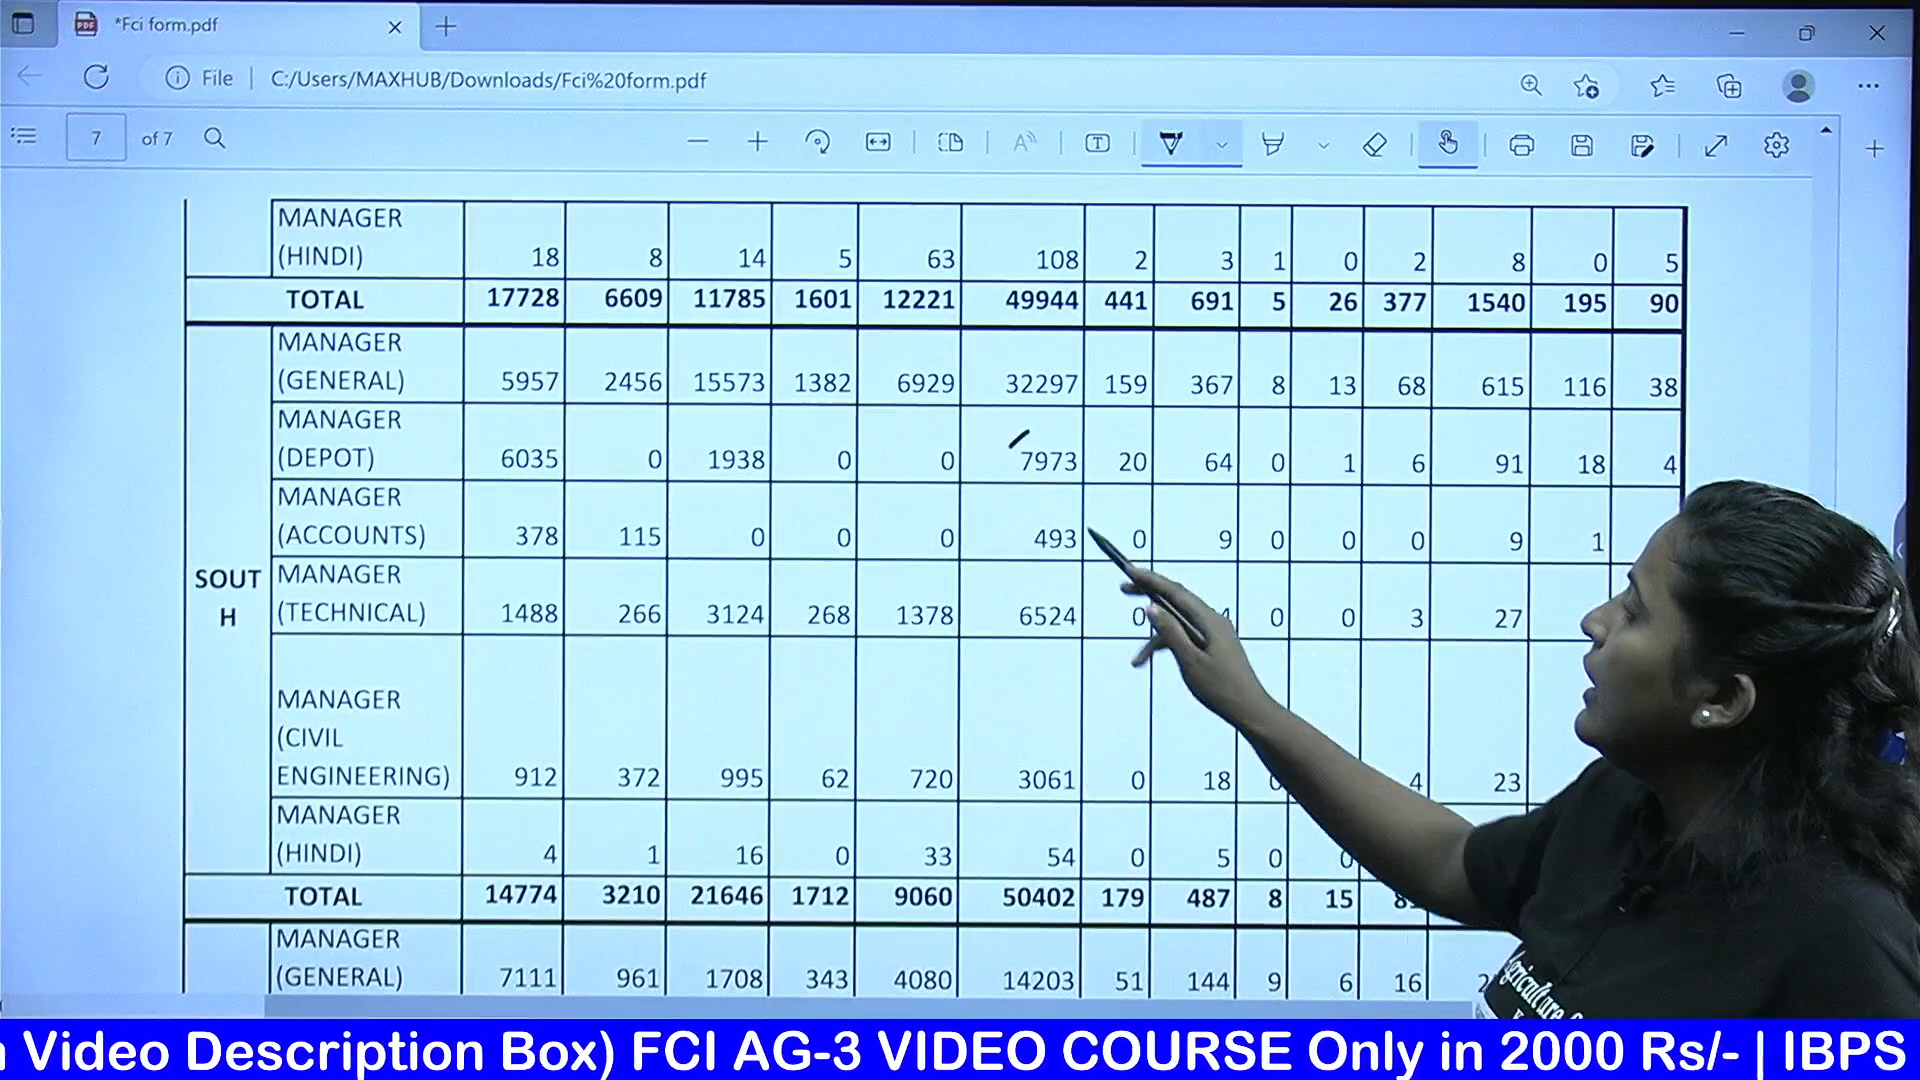 *Fci form.pdf
File | C:/Users/MAXHUB/Downloads/Fci%20form.pdf
7 of 7
MANAGER (HINDI) 18 8 14 5 63 108 2 3 1 0 2 8 0 5
TOTAL 17728 6609 11785 1601 12221 49944 441 691 5 26 377 1540 195 90
SOUTH
MANAGER (GENERAL) 5957 2456 15573 1382 6929 32297 159 367 8 13 68 615 116 38
MANAGER (DEPOT) 6035 0 1938 0 0 7973 20 64 0 1 6 91 18 4
MANAGER (ACCOUNTS) 378 115 0 0 0 493 0 9 0 0 0 9 1
MANAGER (TECHNICAL) 1488 266 3124 268 1378 6524 0 0 0 3 27
MANAGER (CIVIL ENGINEERING) 912 372 995 62 720 3061 0 18 4 23
MANAGER (HINDI) 4 1 16 0 33 54 0 5 0 0
TOTAL 14774 3210 21646 1712 9060 50402 179 487 8 15
MANAGER (GENERAL) 7111 961 1708 343 4080 14203 51 144 9 6 16
Agriculture
Video Description Box) FCI AG-3 VIDEO COURSE Only in 2000 Rs/- | IBPS